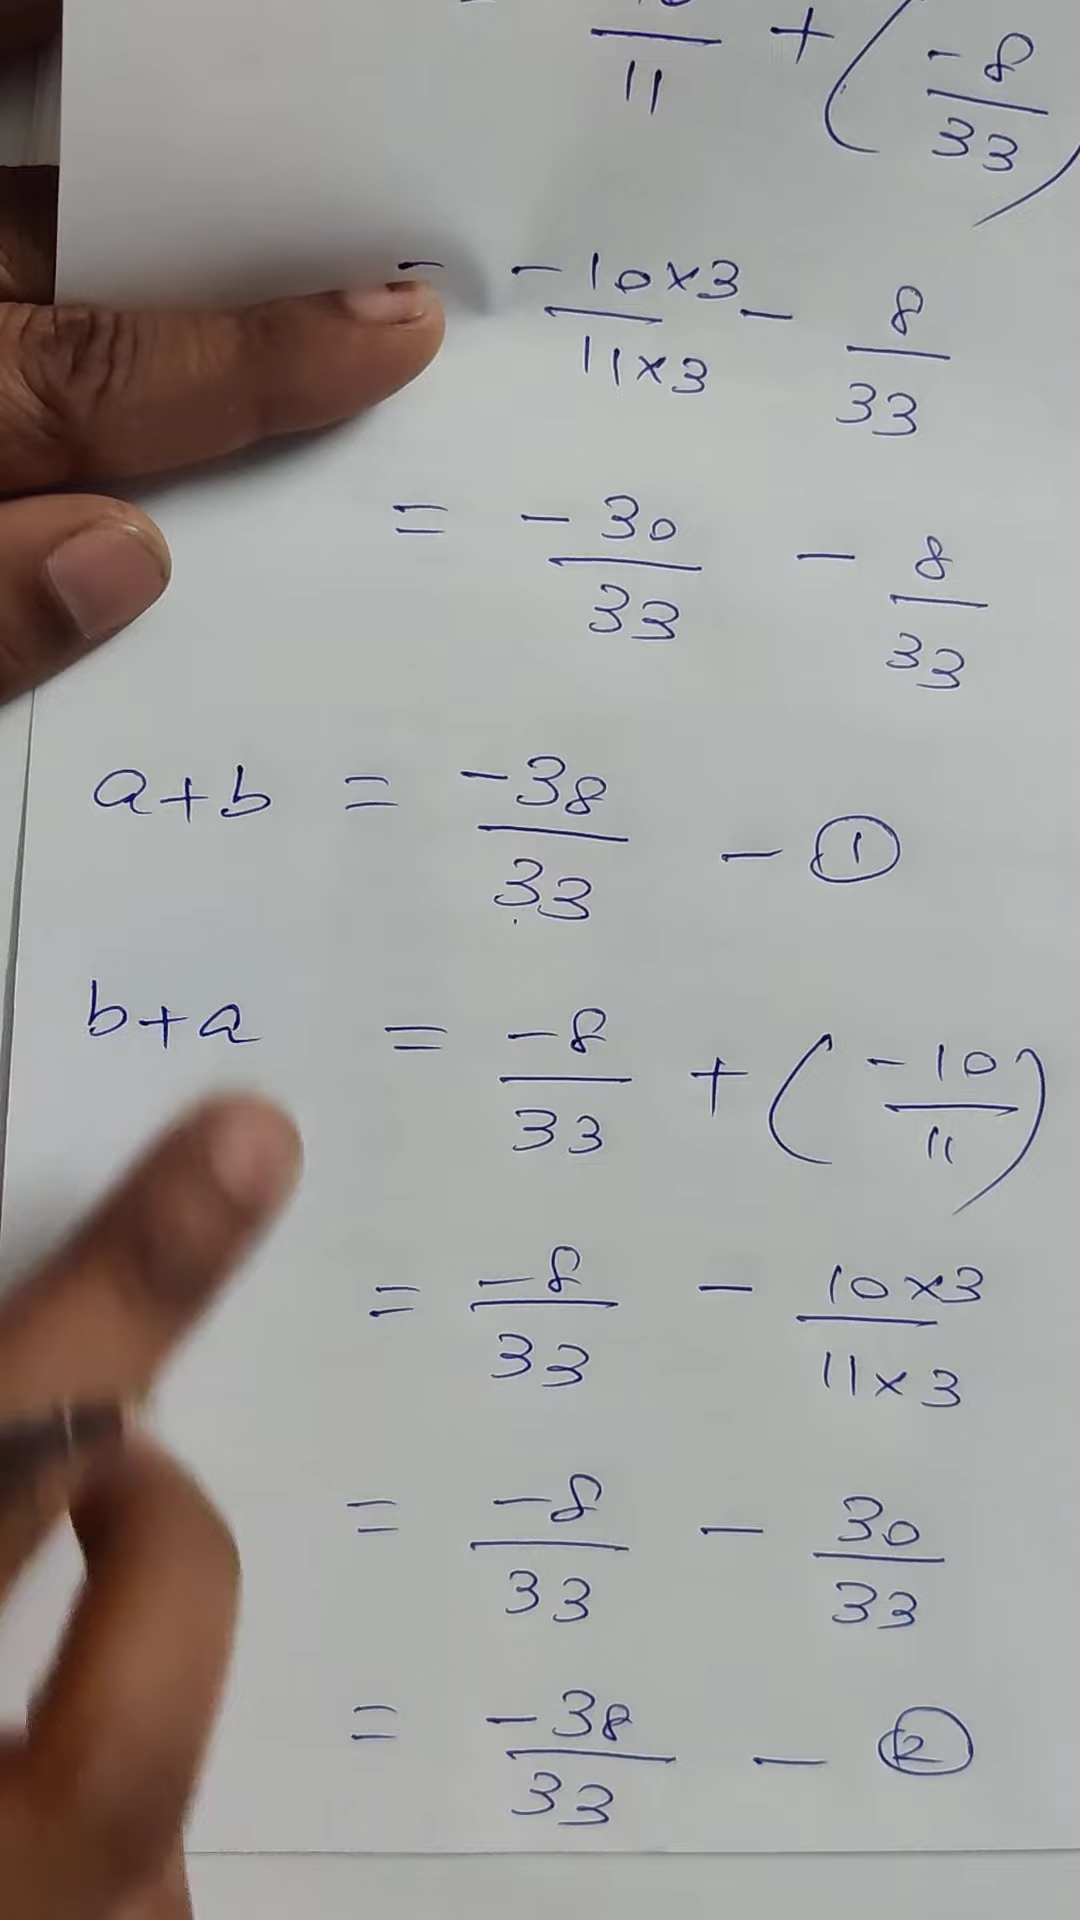 = /11 + (-8/33)
= -10×3/11×3 - 8/33
= -30/33 - 8/33
a+b = -38/33 - ①
b+a = -8/33 + (-10/11)
= -8/33 - 10×3/11×3
= -8/33 - 30/33
= -38/33 - ②